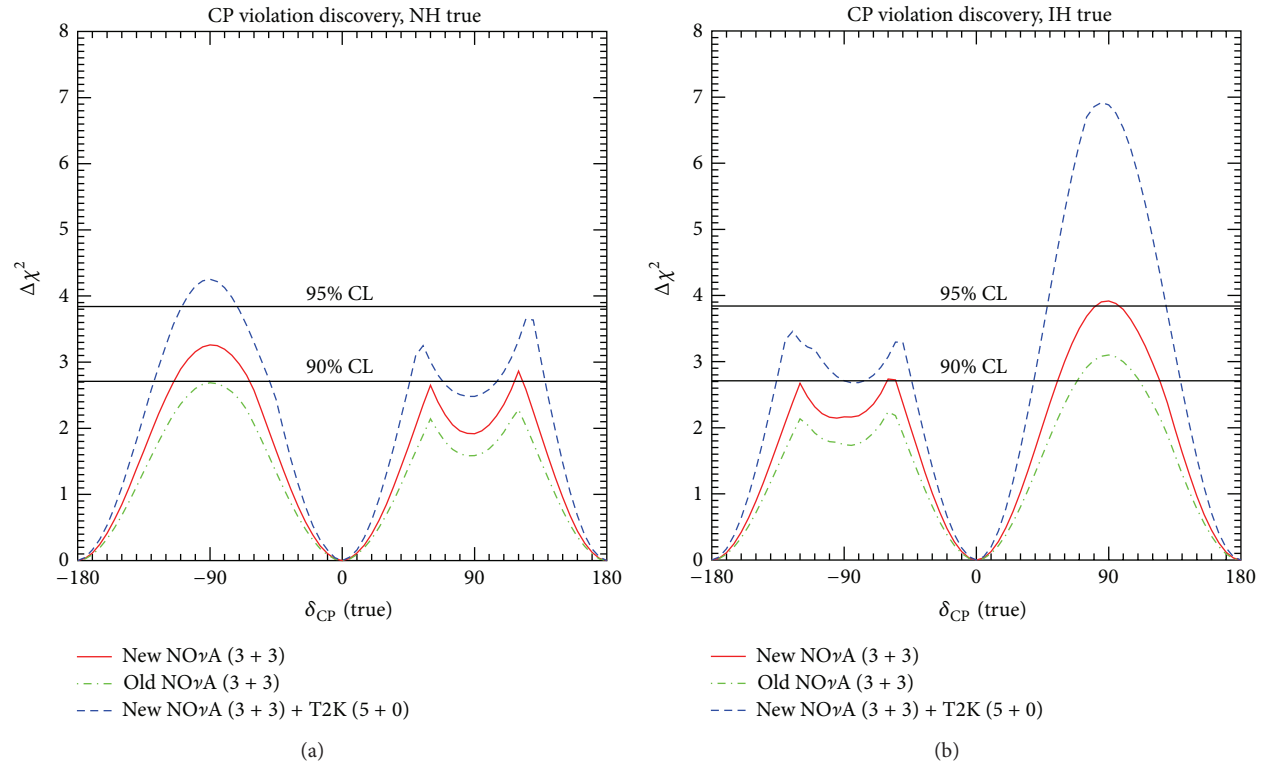 CP violation discovery, NH true
8
7
6
5
4
3
2
1
0
Δχ²
95% CL
90% CL
−180
−90
0
90
180
δCP (true)
New NOνA (3 + 3)
Old NOνA (3 + 3)
New NOνA (3 + 3) + T2K (5 + 0)
(a)
CP violation discovery, IH true
8
7
6
5
4
3
2
1
0
Δχ²
95% CL
90% CL
−180
−90
0
90
180
δCP (true)
New NOνA (3 + 3)
Old NOνA (3 + 3)
New NOνA (3 + 3) + T2K (5 + 0)
(b)